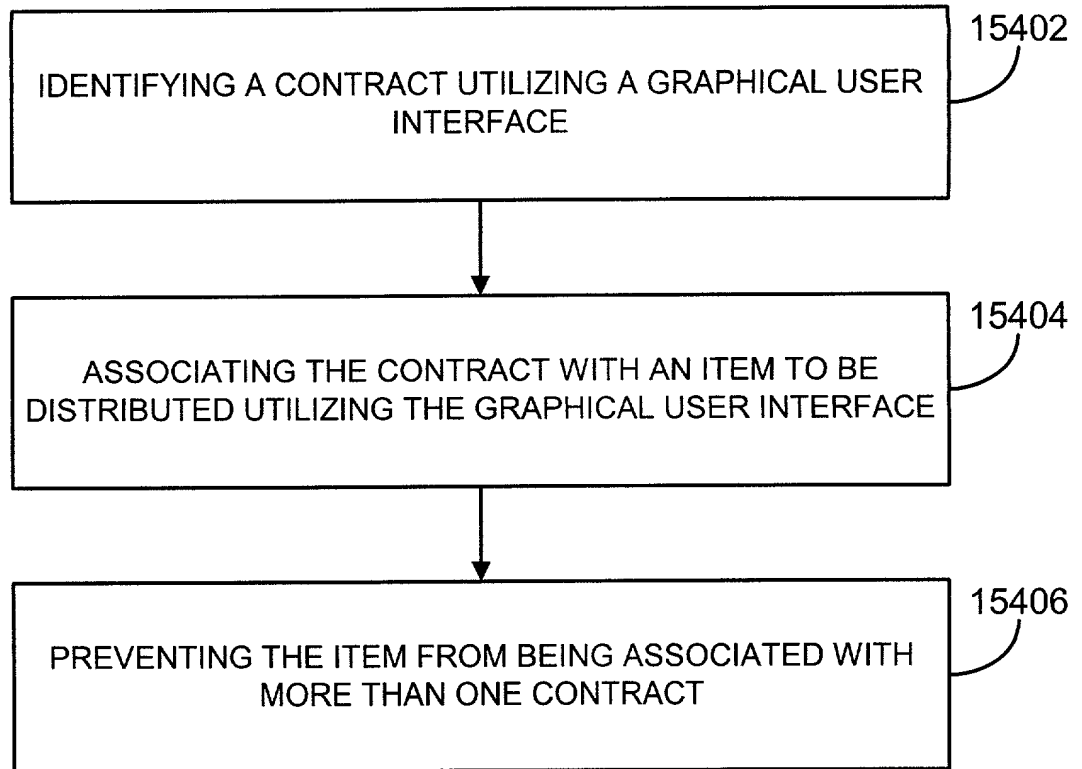 15402
IDENTIFYING A CONTRACT UTILIZING A GRAPHICAL USER
INTERFACE
15404
ASSOCIATING THE CONTRACT WITH AN ITEM TO BE
DISTRIBUTED UTILIZING THE GRAPHICAL USER INTERFACE
15406
PREVENTING THE ITEM FROM BEING ASSOCIATED WITH
MORE THAN ONE CONTRACT